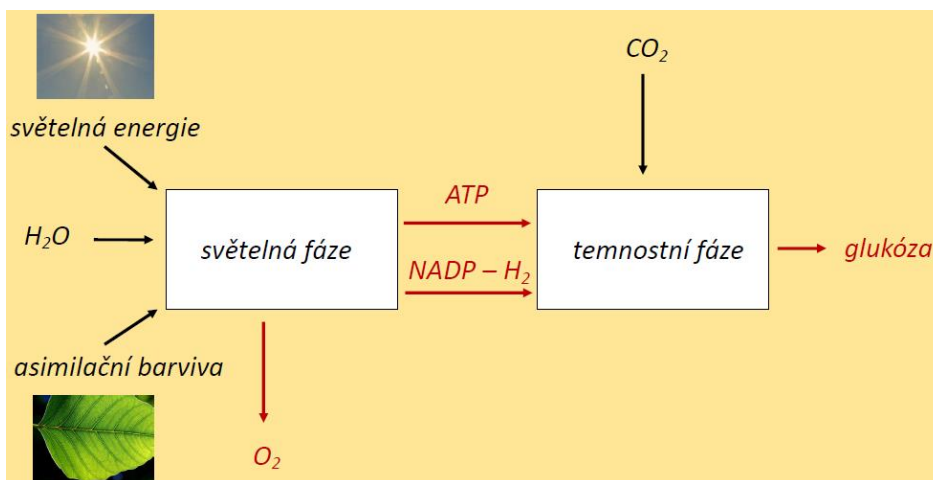 CO₂
světelná energie
ATP
H₂O
světelná fáze
temnostní fáze
glukóza
NADP – H₂
asimilační barviva
O₂